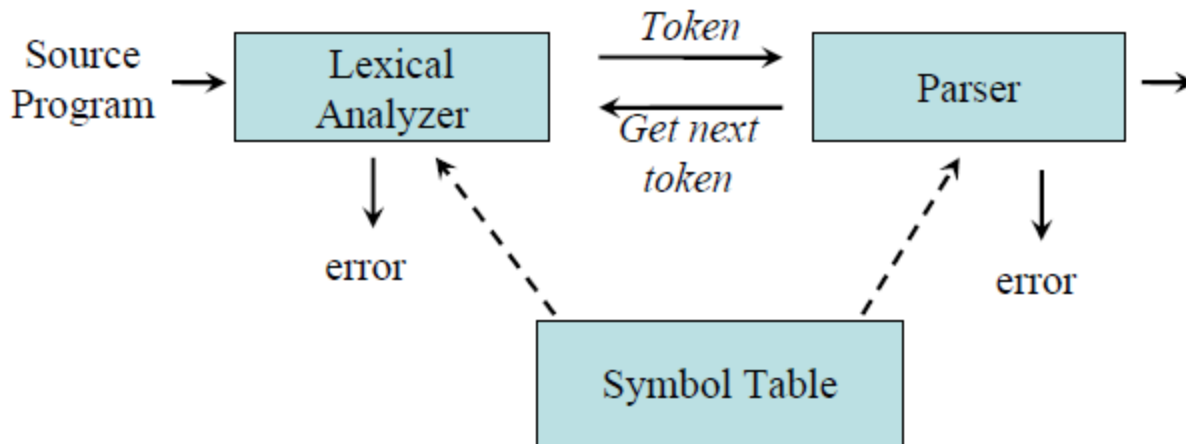 Source
Program
Lexical
Analyzer
Token
Get next
token
Parser
error
error
Symbol Table